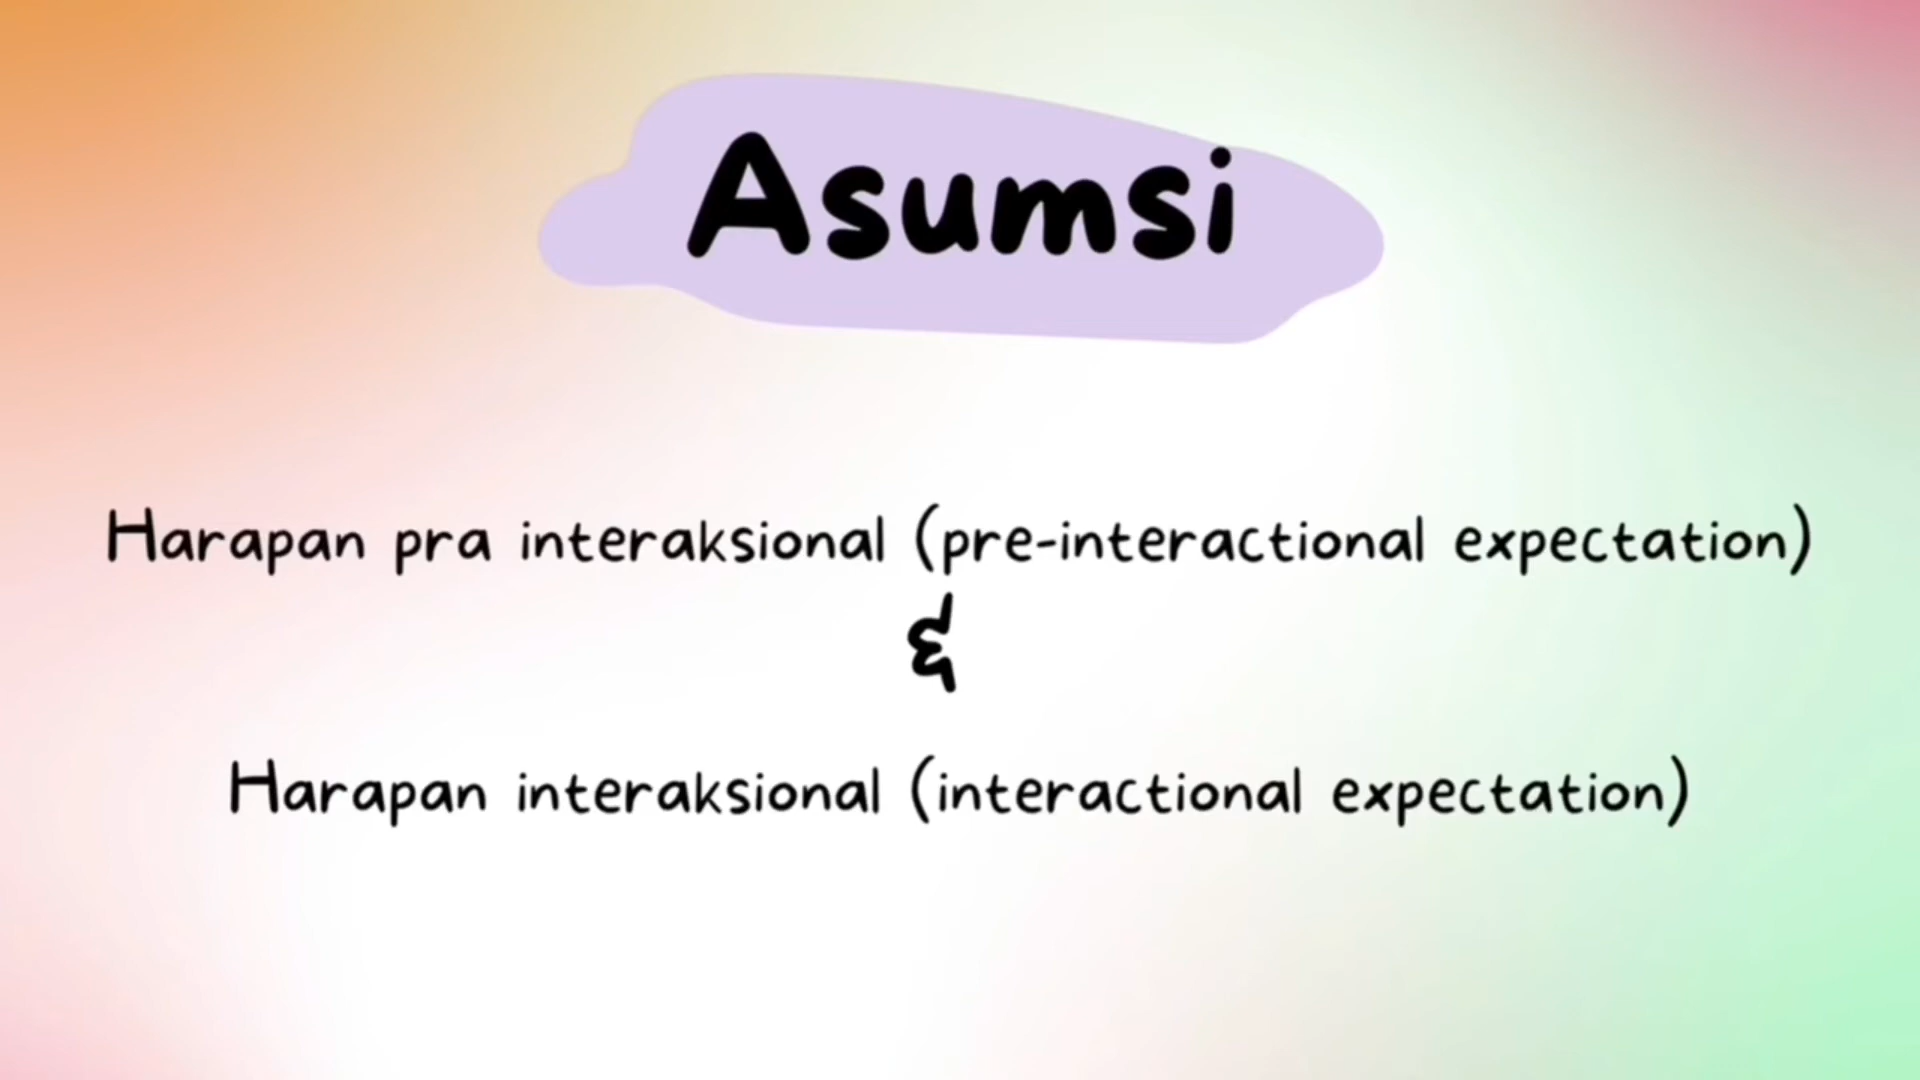 Asumsi
Harapan pra interaksional (pre-interactional expectation)
&
Harapan interaksional (interactional expectation)